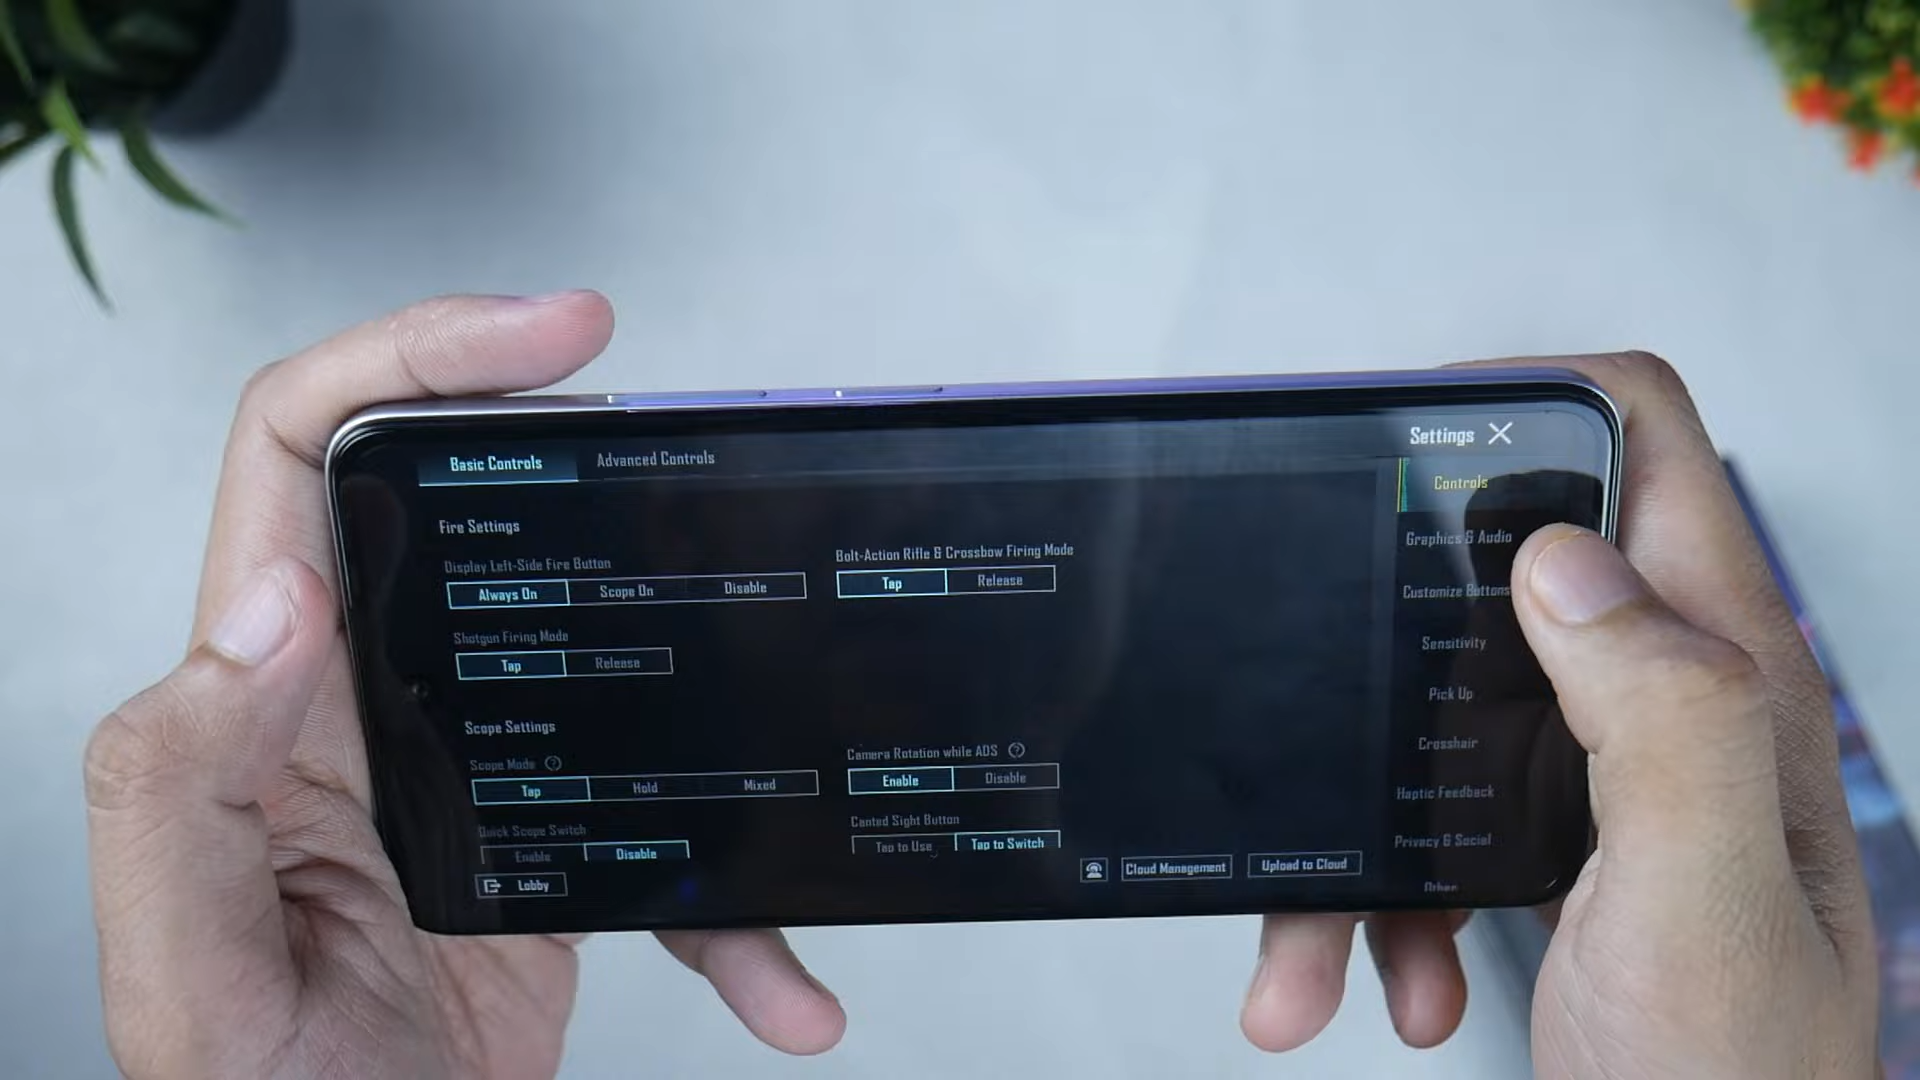 Basic Controls
Advanced Controls
Settings
Fire Settings
Display Left-Side Fire Button
Always On
Scope On
Disable
Bolt-Action Rifle & Crossbow Firing Mode
Tap
Release
Shotgun Firing Mode
Tap
Release
Scope Settings
Scope Mode
Tap
Hold
Mixed
Camera Rotation while ADS
Enable
Disable
Quick Scope Switch
Enable
Disable
Canted Sight Button
Tap to Use
Tap to Switch
Lobby
Cloud Management
Upload to Cloud
Controls
Graphics & Audio
Customize Buttons
Sensitivity
Pick Up
Crosshair
Haptic Feedback
Privacy & Social
Other